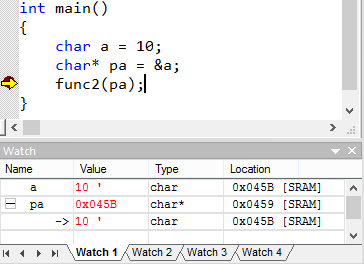 int main()
{
char a = 10;
char* pa = &a;
func2(pa);
}
Watch
Name Value Type Location
a 10 ' char 0x045B [SRAM]
pa 0x045B char* 0x0459 [SRAM]
-> 10 ' char 0x045B [SRAM]
Watch 1 Watch 2 Watch 3 Watch 4